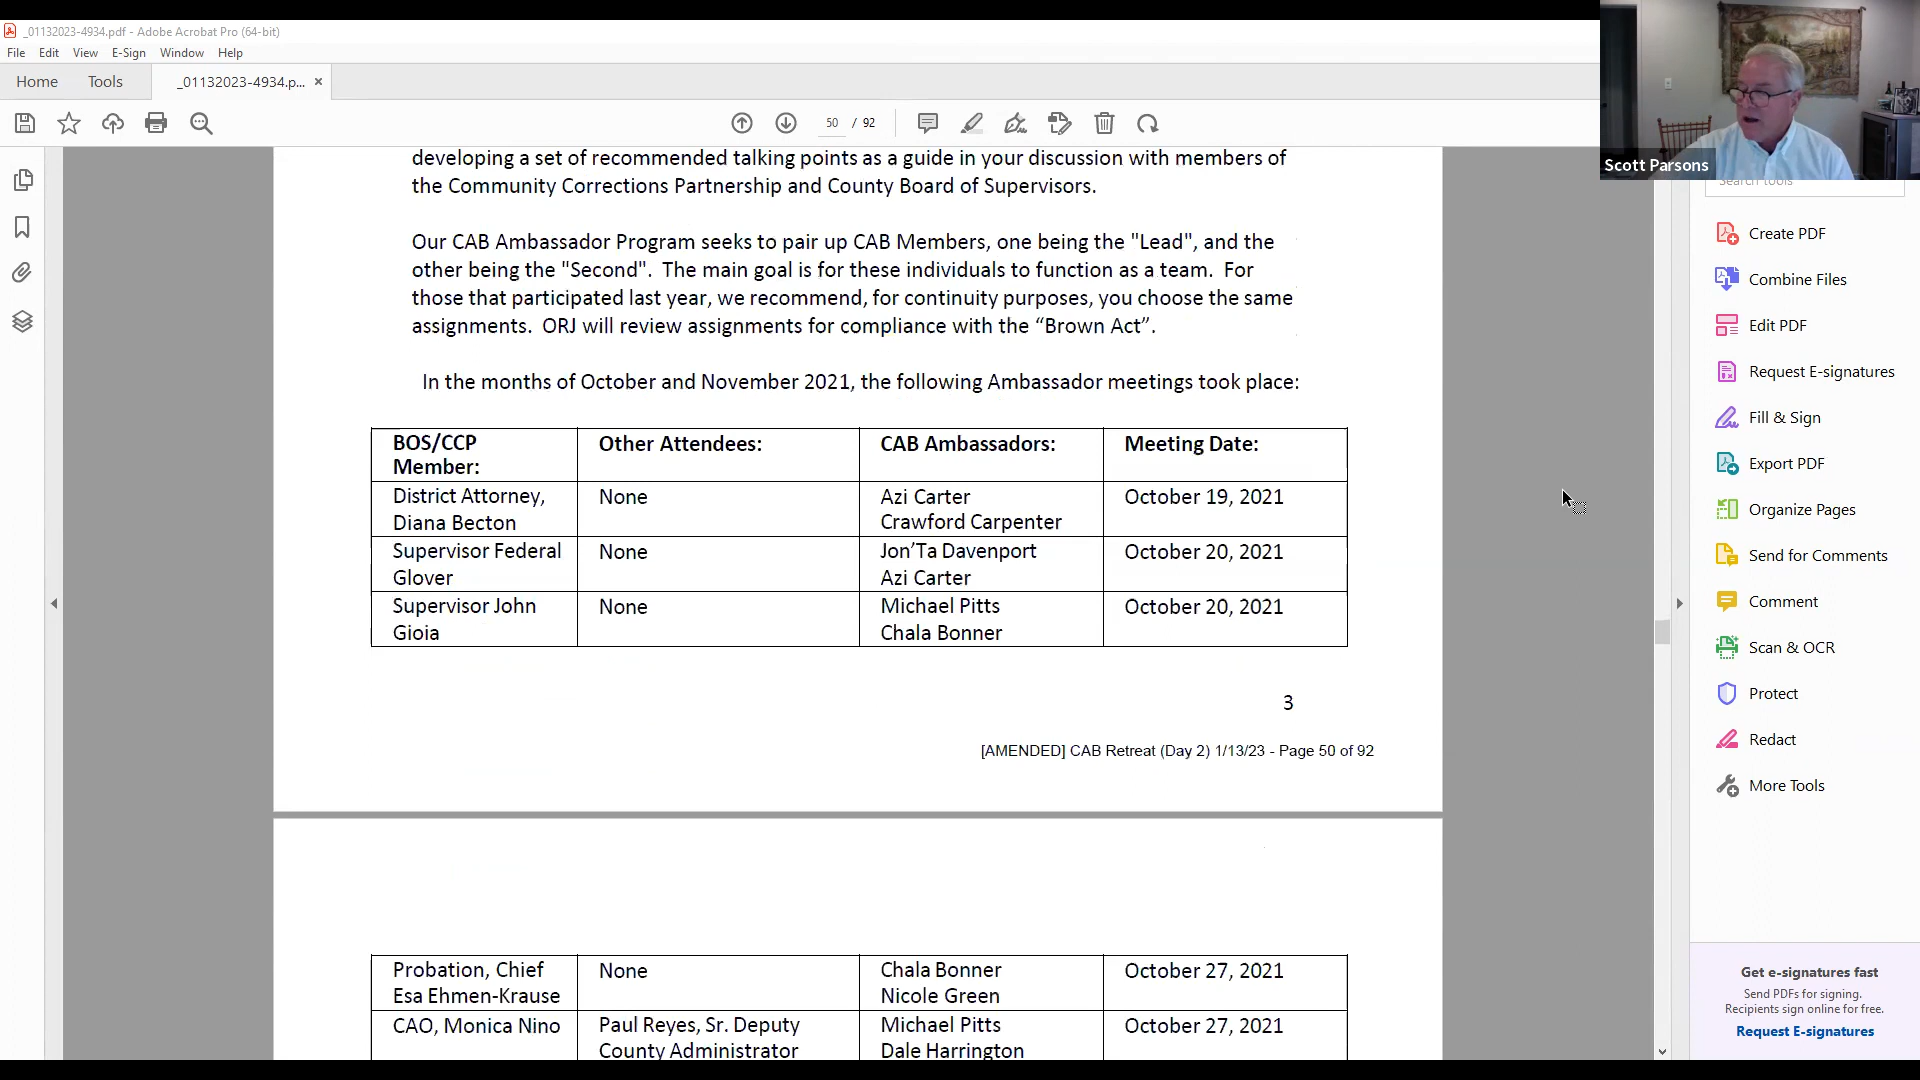 _01132023-4934.pdf - Adobe Acrobat Pro (64-bit)
File Edit View E-Sign Window Help
Home Tools _01132023-4934.p... ×
50 / 92
Scott Parsons
developing a set of recommended talking points as a guide in your discussion with members of
the Community Corrections Partnership and County Board of Supervisors.
Our CAB Ambassador Program seeks to pair up CAB Members, one being the "Lead", and the
other being the "Second". The main goal is for these individuals to function as a team. For
those that participated last year, we recommend, for continuity purposes, you choose the same
assignments. ORJ will review assignments for compliance with the “Brown Act”.
In the months of October and November 2021, the following Ambassador meetings took place:
BOS/CCP Member: Other Attendees: CAB Ambassadors: Meeting Date:
District Attorney, None Azi Carter October 19, 2021
Diana Becton Crawford Carpenter
Supervisor Federal None Jon’Ta Davenport October 20, 2021
Glover Azi Carter
Supervisor John None Michael Pitts October 20, 2021
Gioia Chala Bonner
3
[AMENDED] CAB Retreat (Day 2) 1/13/23 - Page 50 of 92
Probation, Chief None Chala Bonner October 27, 2021
Esa Ehmen-Krause Nicole Green
CAO, Monica Nino Paul Reyes, Sr. Deputy Michael Pitts October 27, 2021
County Administrator Dale Harrington
Search tools
Create PDF
Combine Files
Edit PDF
Request E-signatures
Fill & Sign
Export PDF
Organize Pages
Send for Comments
Comment
Scan & OCR
Protect
Redact
More Tools
Get e-signatures fast
Send PDFs for signing.
Recipients sign online for free.
Request E-signatures